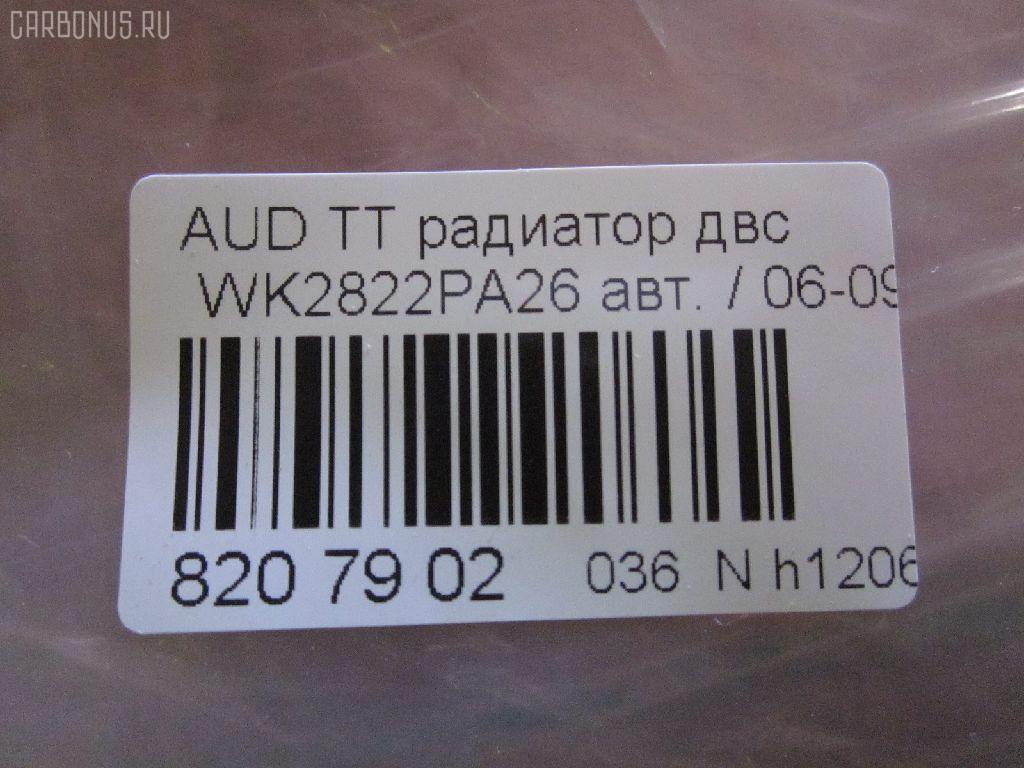 CARBONUS.RU
AUD TT радиатор двс
WK2822PA26 авт. / 06-09
820 79 02 036 N h1206